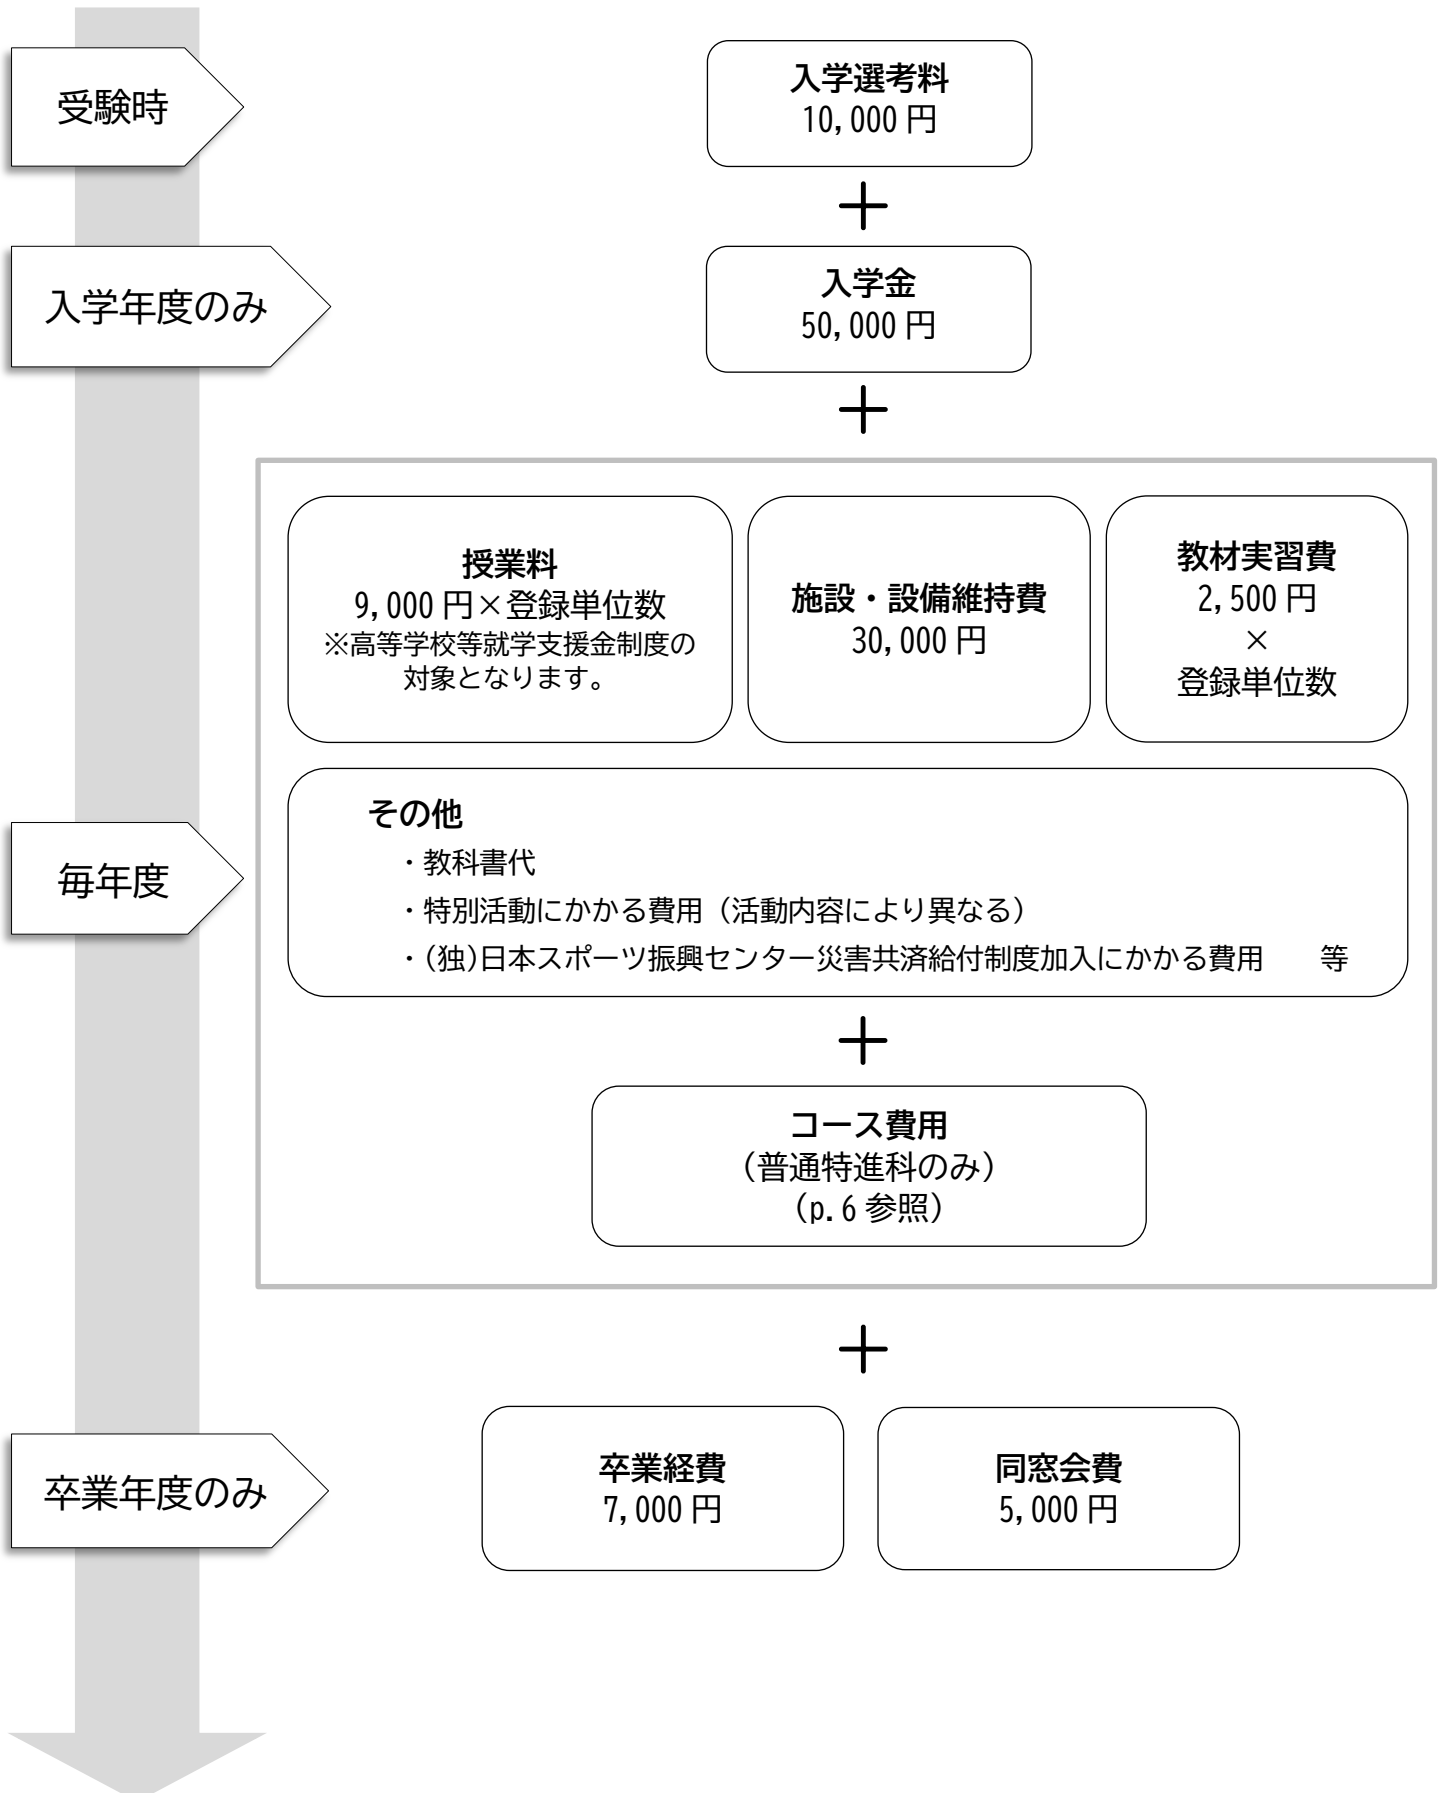 受験時
入学選考料
10,000円
＋
入学年度のみ
入学金
50,000円
＋
授業料
9,000円×登録単位数
※高等学校等就学支援金制度の
対象となります。
施設・設備維持費
30,000円
教材実習費
2,500円
×
登録単位数
毎年度
その他
・教科書代
・特別活動にかかる費用（活動内容により異なる）
・(独)日本スポーツ振興センター災害共済給付制度加入にかかる費用　　等
＋
コース費用
（普通特進科のみ）
（p.6参照）
＋
卒業年度のみ
卒業経費
7,000円
同窓会費
5,000円